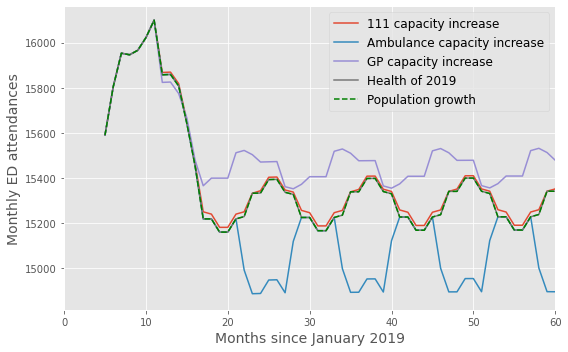 Monthly ED attendances
16000
15800
15600
15400
15200
15000
111 capacity increase
Ambulance capacity increase
GP capacity increase
Health of 2019
Population growth
0 10 20 30 40 50 60
Months since January 2019